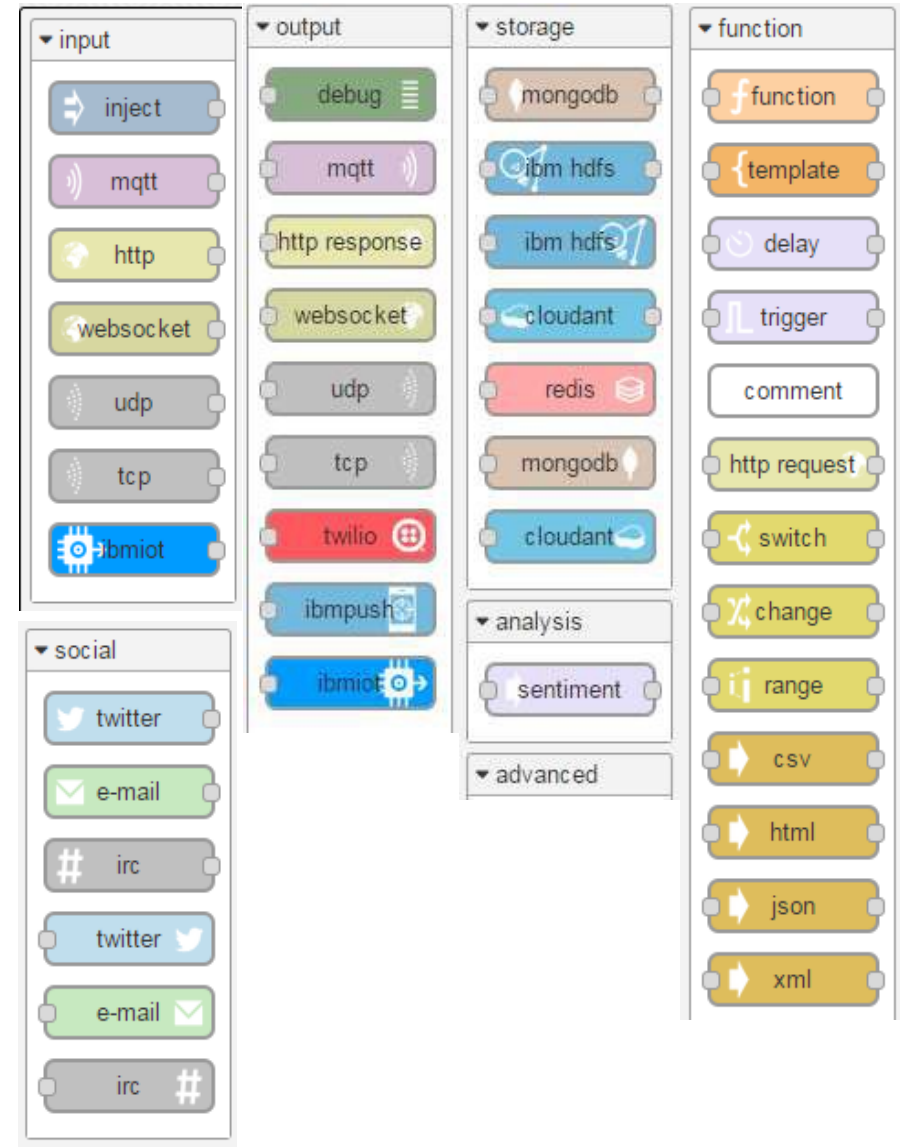 input
inject
mqtt
http
websocket
udp
tcp
ibmiot
social
twitter
e-mail
irc
twitter
e-mail
irc
output
debug
mqtt
http response
websocket
udp
tcp
twilio
ibmpush
ibmiot
storage
mongodb
ibm hdfs
ibm hdfs
cloudant
redis
mongodb
cloudant
analysis
sentiment
advanced
function
function
template
delay
trigger
comment
http request
switch
change
range
csv
html
json
xml